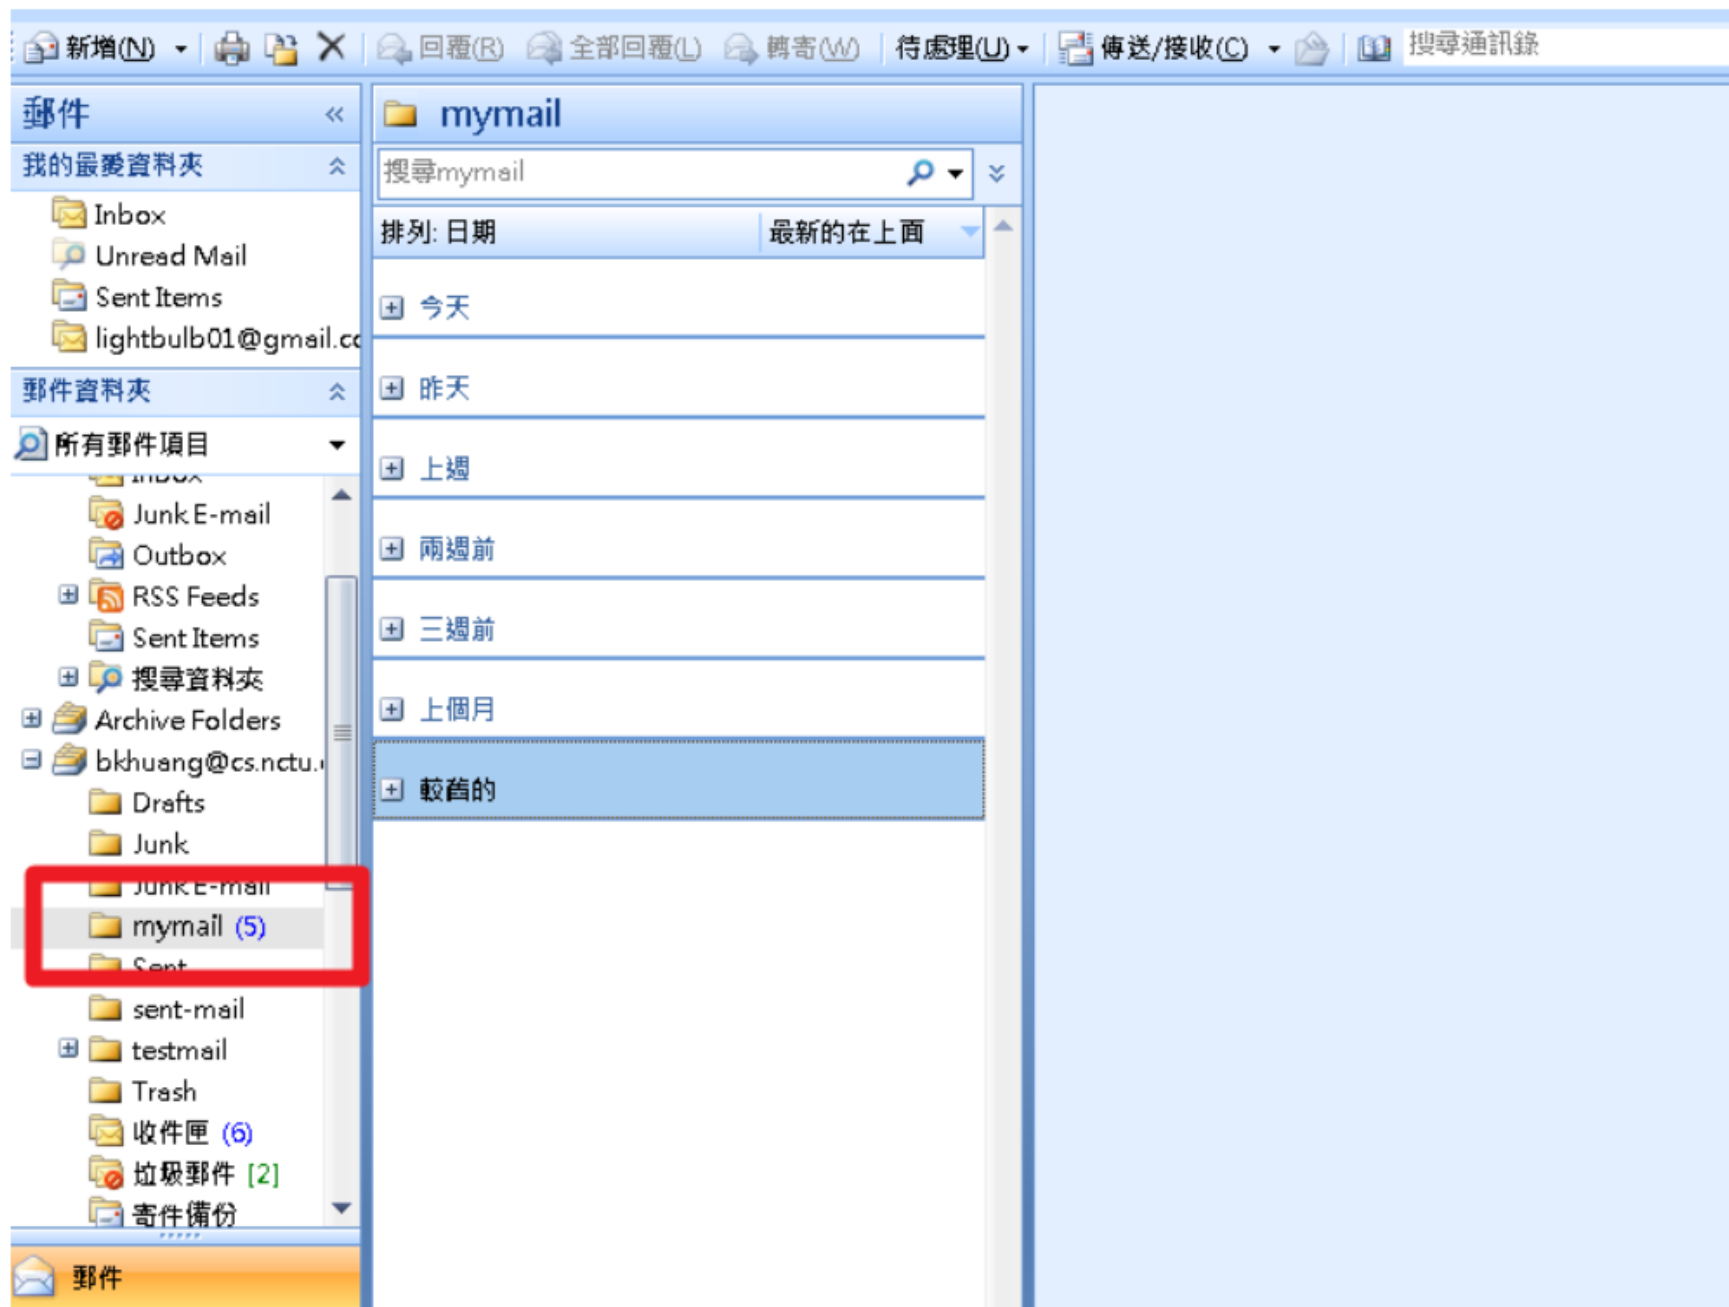 新增(N) 回覆(R) 全部回覆(L) 轉寄(W) 待處理(U) 傳送/接收(C) 搜尋通訊錄
郵件
我的最愛資料夾
Inbox
Unread Mail
Sent Items
lightbulb01@gmail.co
郵件資料夾
所有郵件項目
Inbox
Junk E-mail
Outbox
RSS Feeds
Sent Items
搜尋資料夾
Archive Folders
bkhuang@cs.nctu.
Drafts
Junk
Junk E-mail
mymail (5)
Sent
sent-mail
testmail
Trash
收件匣 (6)
垃圾郵件 [2]
寄件備份
郵件
mymail
搜尋mymail
排列: 日期 最新的在上面
今天
昨天
上週
兩週前
三週前
上個月
較舊的